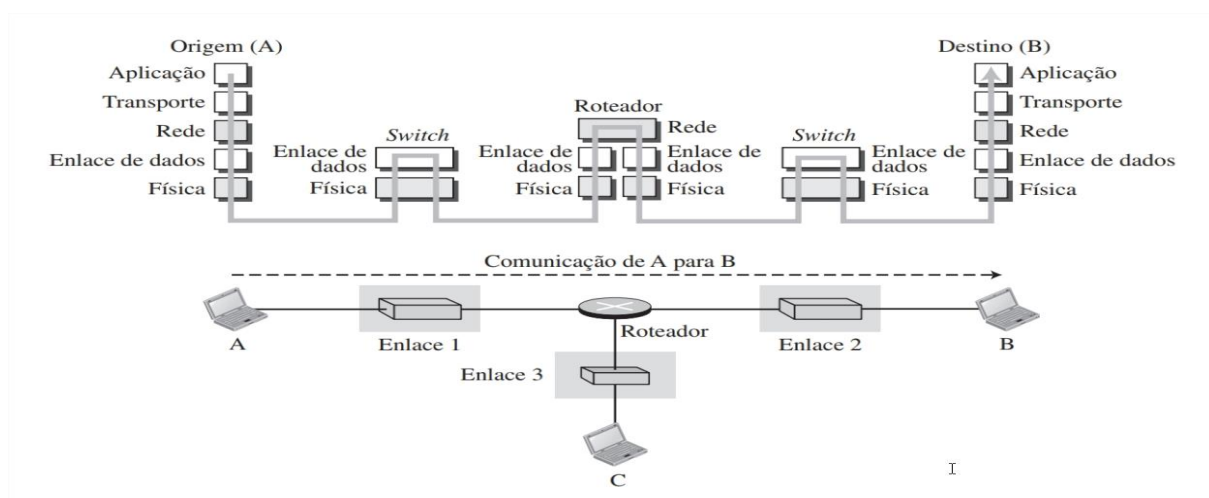 Origem (A)
Destino (B)
Aplicação
Aplicação
Transporte
Roteador
Transporte
Rede
Switch
Rede
Switch
Rede
Enlace de dados
Enlace de
dados
Enlace de
dados
Enlace de
dados
Enlace de
dados
Enlace de dados
Física
Física
Física
Física
Física
Física
Comunicação de A para B
A
Enlace 1
Roteador
Enlace 2
B
Enlace 3
C